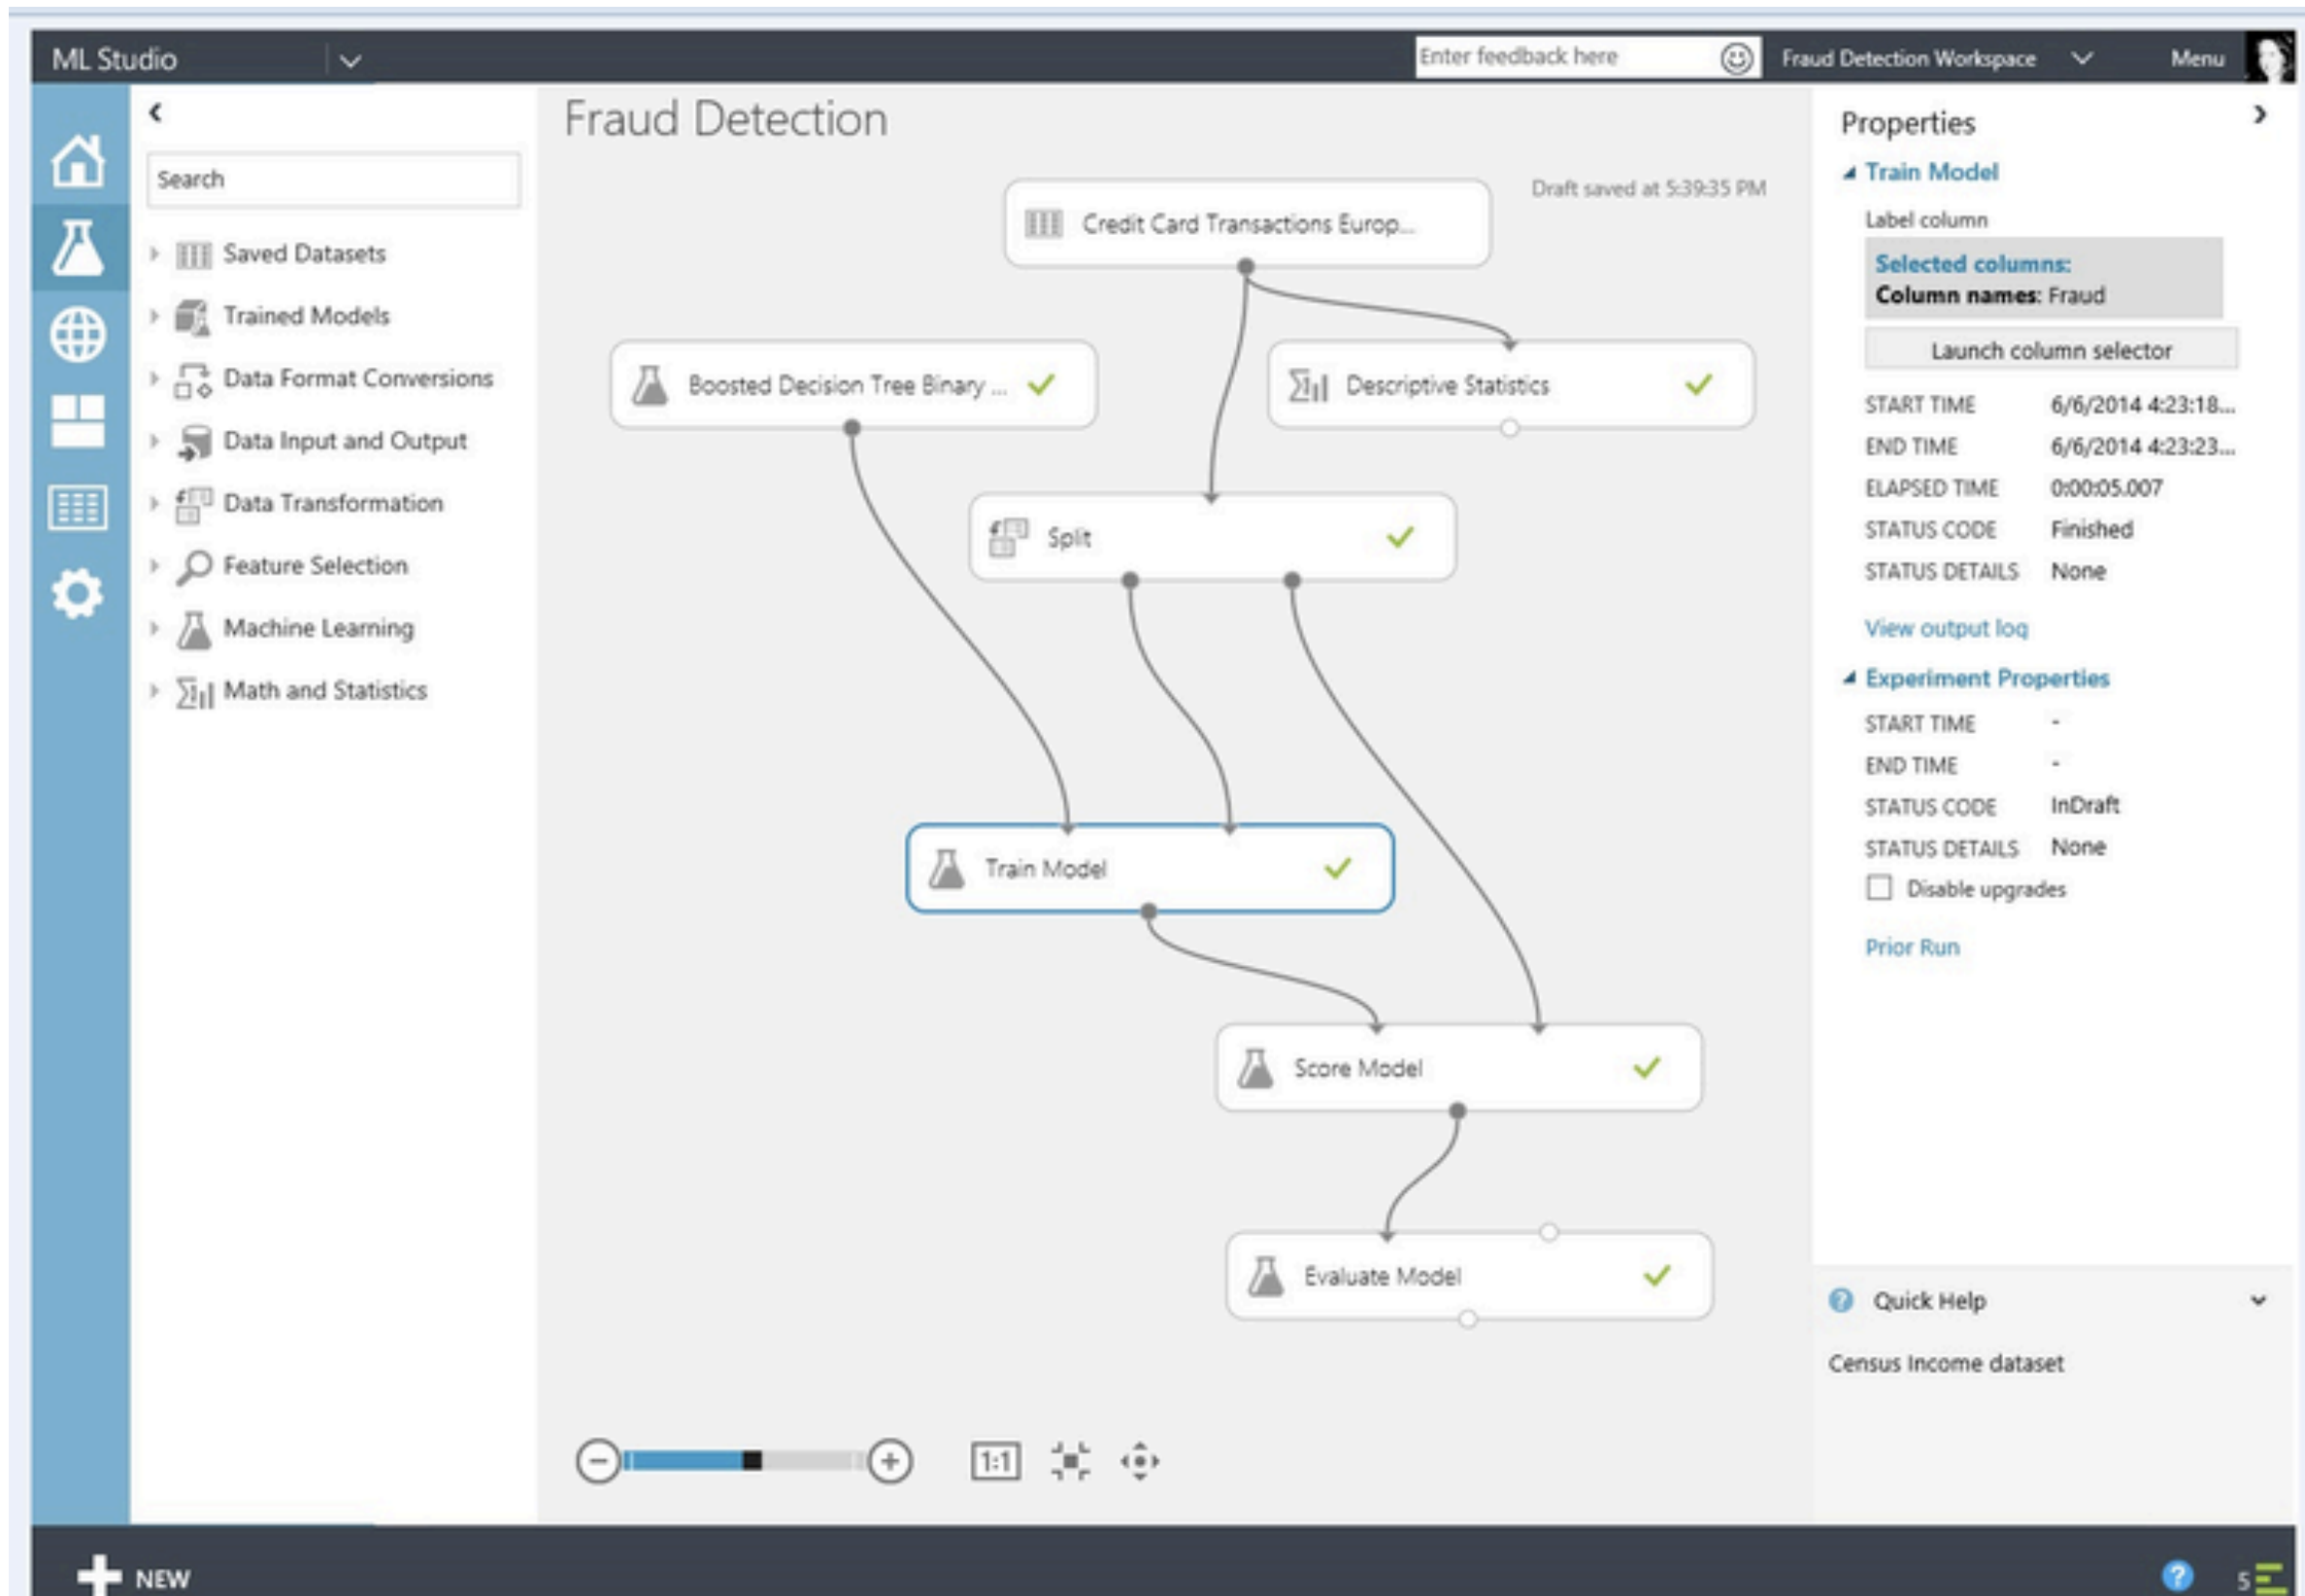 ML Studio
Enter feedback here
Fraud Detection Workspace
Menu
Search
Saved Datasets
Trained Models
Data Format Conversions
Data Input and Output
Data Transformation
Feature Selection
Machine Learning
Math and Statistics
Fraud Detection
Draft saved at 5:39:35 PM
Credit Card Transactions Europ...
Boosted Decision Tree Binary ...
Descriptive Statistics
Split
Train Model
Score Model
Evaluate Model
1:1
Properties
Train Model
Label column
Selected columns:
Column names: Fraud
Launch column selector
START TIME 6/6/2014 4:23:18...
END TIME 6/6/2014 4:23:23...
ELAPSED TIME 0:00:05.007
STATUS CODE Finished
STATUS DETAILS None
View output log
Experiment Properties
START TIME -
END TIME -
STATUS CODE InDraft
STATUS DETAILS None
Disable upgrades
Prior Run
? Quick Help
Census Income dataset
NEW
? 5